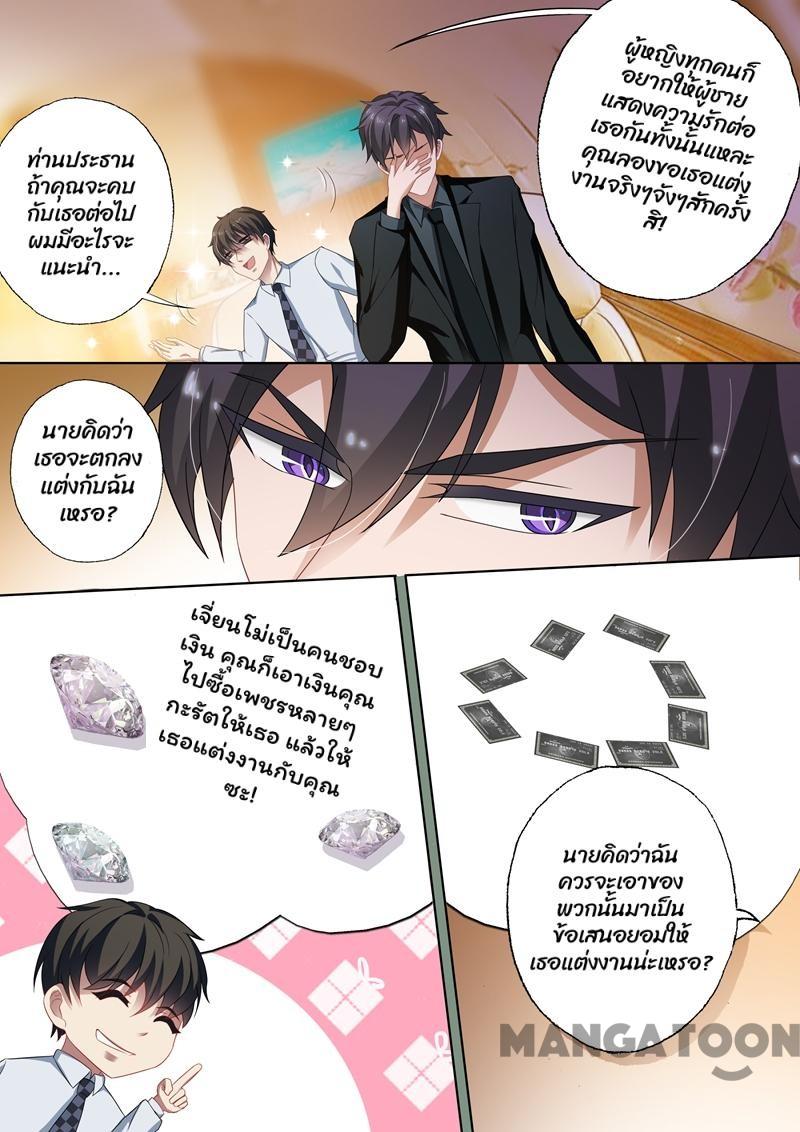 ท่านประธาน
ถ้าคุณจะคบ
กับเธอต่อไป
ผมมีอะไรจะ
แนะนำ...
ผู้หญิงทุกคนก็
อยากให้ผู้ชาย
แสดงความรักต่อ
เธอกันทั้งนั้นแหละ
คุณลองขอเธอแต่ง
งานจริงๆจังๆสักครั้ง
สิ!
นายคิดว่า
เธอจะตกลง
แต่งกับฉัน
เหรอ?
เจี่ยนโม่เป็นคนชอบ
เงิน คุณก็เอาเงินคุณ
ไปซื้อเพชรหลายๆ
กะรัตให้เธอ แล้วให้
เธอแต่งงานกับคุณ
ซะ!
นายคิดว่าฉัน
ควรจะเอาของ
พวกนั้นมาเป็น
ข้อเสนอยอมให้
เธอแต่งงานน่ะเหรอ?
MANGATOON